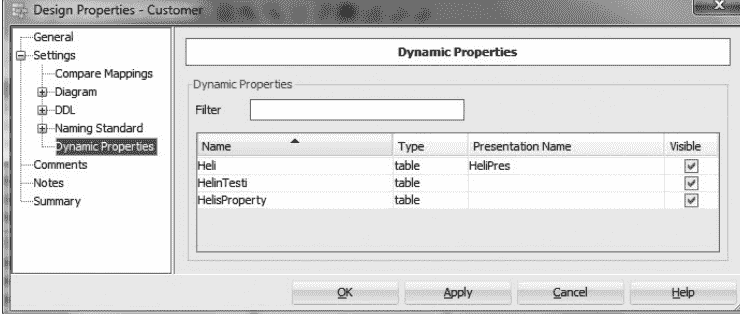 Design Properties - Customer
General
Settings
Compare Mappings
Diagram
DDL
Naming Standard
Dynamic Properties
Comments
Notes
Summary
Dynamic Properties
Dynamic Properties
Filter
Name Type Presentation Name Visible
Heli table HeliPres
HelinTesti table
HelisProperty table
OK Apply Cancel Help